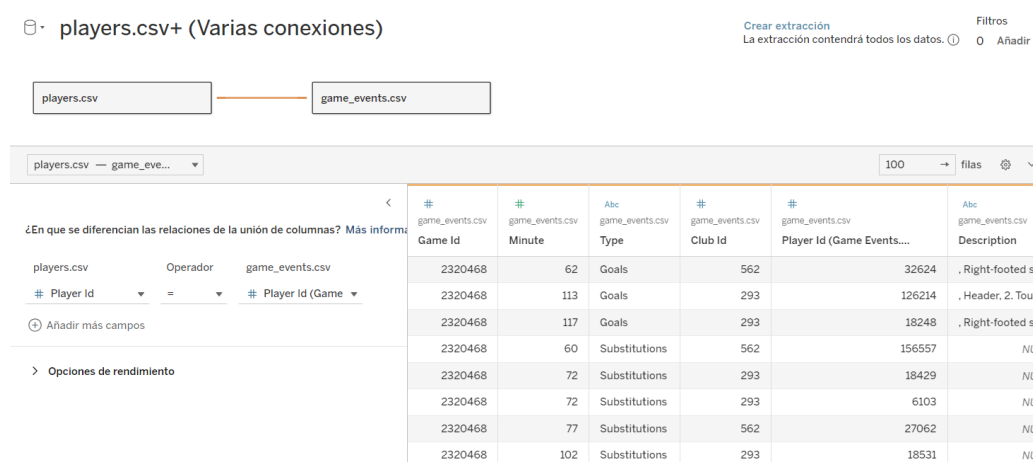 players.csv+ (Varias conexiones)
Crear extracción
La extracción contendrá todos los datos.
Filtros
0 Añadir
players.csv
game_events.csv
players.csv — game_eve...
100 → filas
¿En que se diferencian las relaciones de la unión de columnas? Más informa
players.csv Operador game_events.csv
# Player Id = # Player Id (Game
Añadir más campos
Opciones de rendimiento
# # Abc # # Abc
game_events.csv game_events.csv game_events.csv game_events.csv game_events.csv game_events.csv
Game Id Minute Type Club Id Player Id (Game Events.... Description
2320468 62 Goals 562 32624 , Right-footed s
2320468 113 Goals 293 126214 , Header, 2. Tou
2320468 117 Goals 293 18248 , Right-footed s
2320468 60 Substitutions 562 156557 NU
2320468 72 Substitutions 293 18429 NU
2320468 72 Substitutions 293 6103 NU
2320468 77 Substitutions 562 27062 NU
2320468 102 Substitutions 293 18531 NU